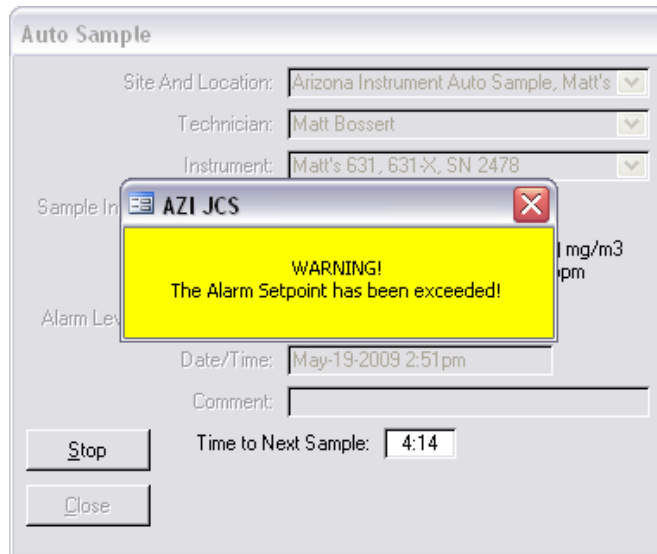 Auto Sample
Site And Location: Arizona Instrument Auto Sample, Matt's
Technician: Matt Bossert
Instrument: Matt's 631, 631-X, SN 2478
Sample In
AZI JCS
mg/m3
WARNING!
The Alarm Setpoint has been exceeded!
Alarm Lev
Date/Time: May-19-2009 2:51pm
Comment:
Stop
Time to Next Sample: 4:14
Close